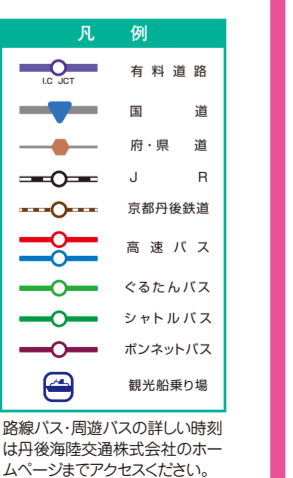 凡 例
有料道路
I.C JCT
国 道
府・県 道
J R
京都丹後鉄道
高速バス
ぐるたんバス
シャトルバス
ボンネットバス
観光船乗り場
路線バス・周遊バスの詳しい時刻
は丹後海陸交通株式会社のホー
ムページまでアクセスください。